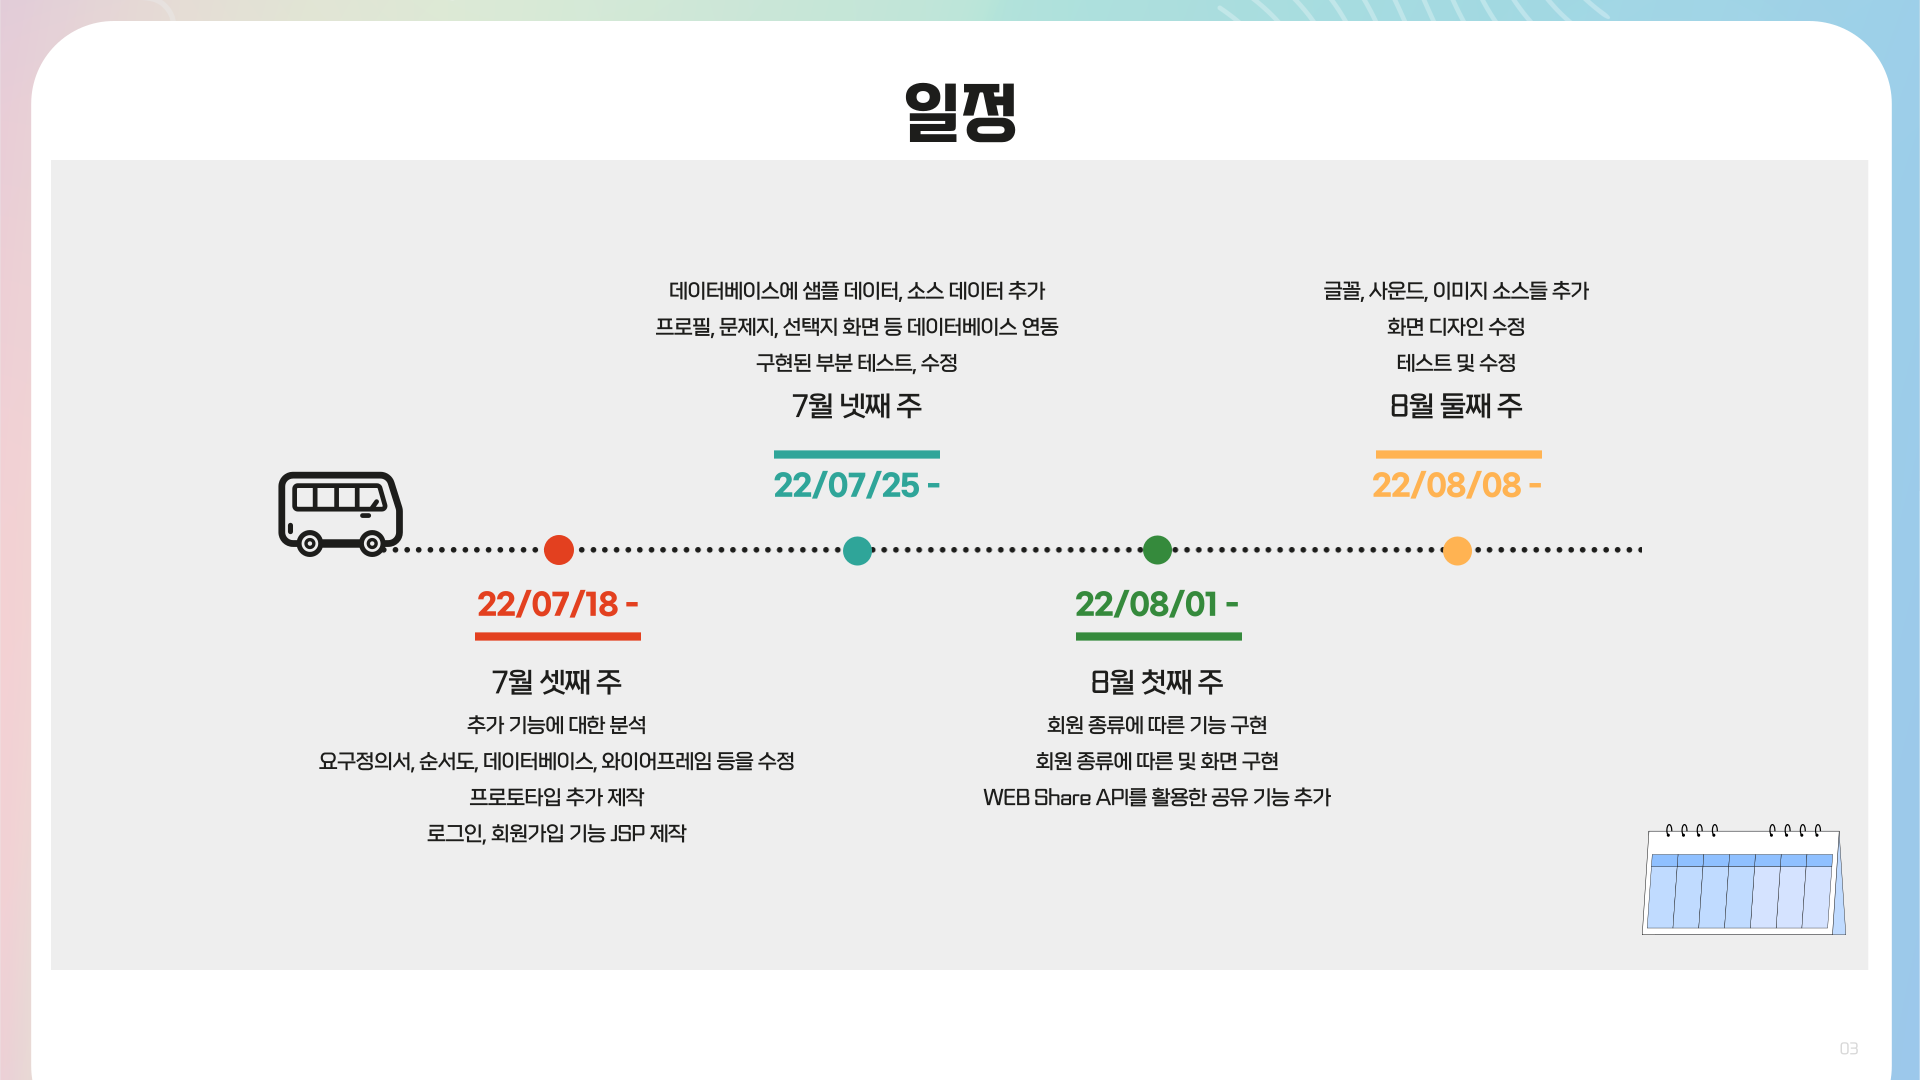 일정
데이터베이스에 샘플 데이터, 소스 데이터 추가
프로필, 문제지, 선택지 화면 등 데이터베이스 연동
구현된 부분 테스트, 수정
7월 넷째 주
22/07/25 -
글꼴, 사운드, 이미지 소스들 추가
화면 디자인 수정
테스트 및 수정
8월 둘째 주
22/08/08 -
22/07/18 -
7월 셋째 주
추가 기능에 대한 분석
요구정의서, 순서도, 데이터베이스, 와이어프레임 등을 수정
프로토타입 추가 제작
로그인, 회원가입 기능 JSP 제작
22/08/01 -
8월 첫째 주
회원 종류에 따른 기능 구현
회원 종류에 따른 및 화면 구현
WEB Share API를 활용한 공유 기능 추가
03